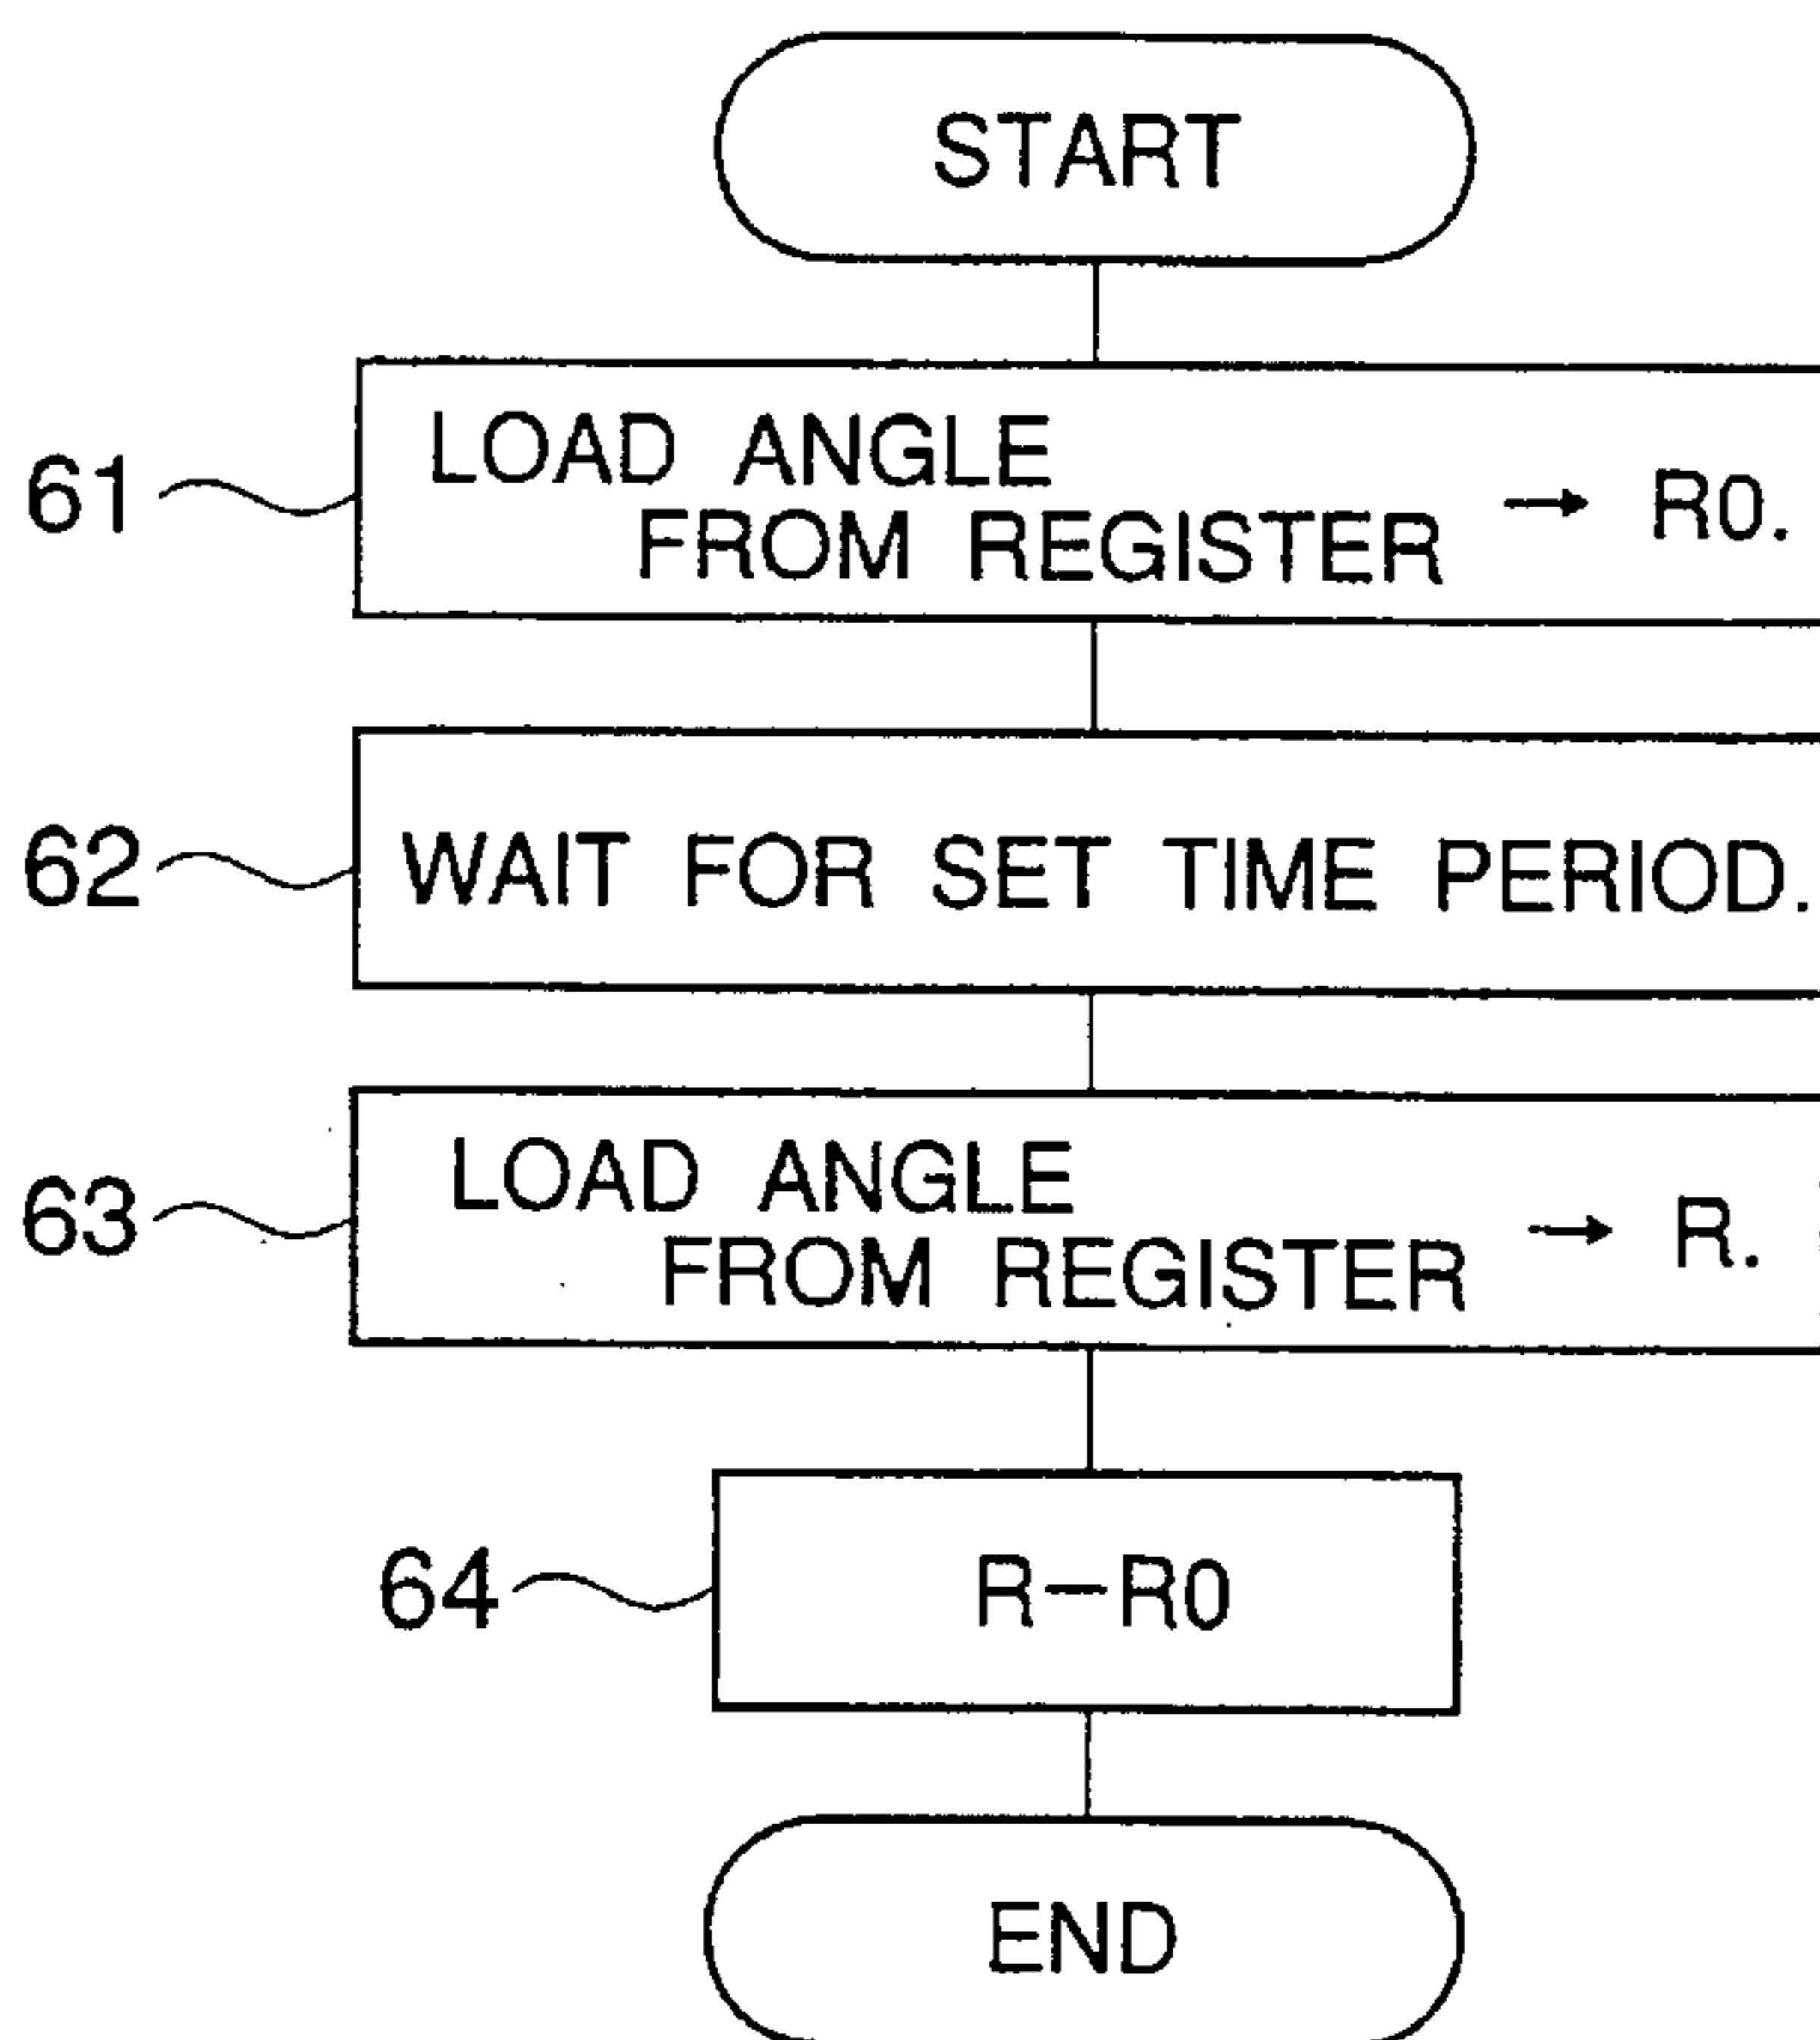 START
61
LOAD ANGLE
FROM REGISTER → R0.
62
WAIT FOR SET TIME PERIOD.
63
LOAD ANGLE
FROM REGISTER → R.
64
R–R0
END